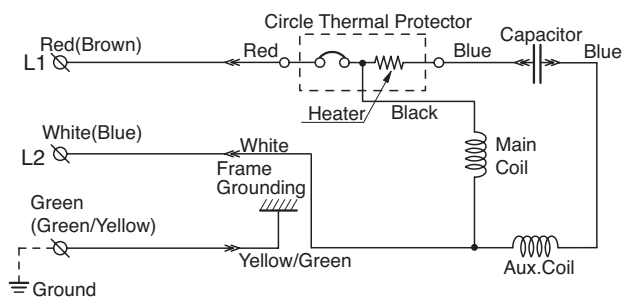 Circle Thermal Protector
Red(Brown)
L1
Red
Blue
Capacitor
Blue
Heater
Black
White(Blue)
L2
White
Main
Coil
Frame
Grounding
Green
(Green/Yellow)
Yellow/Green
Aux.Coil
Ground